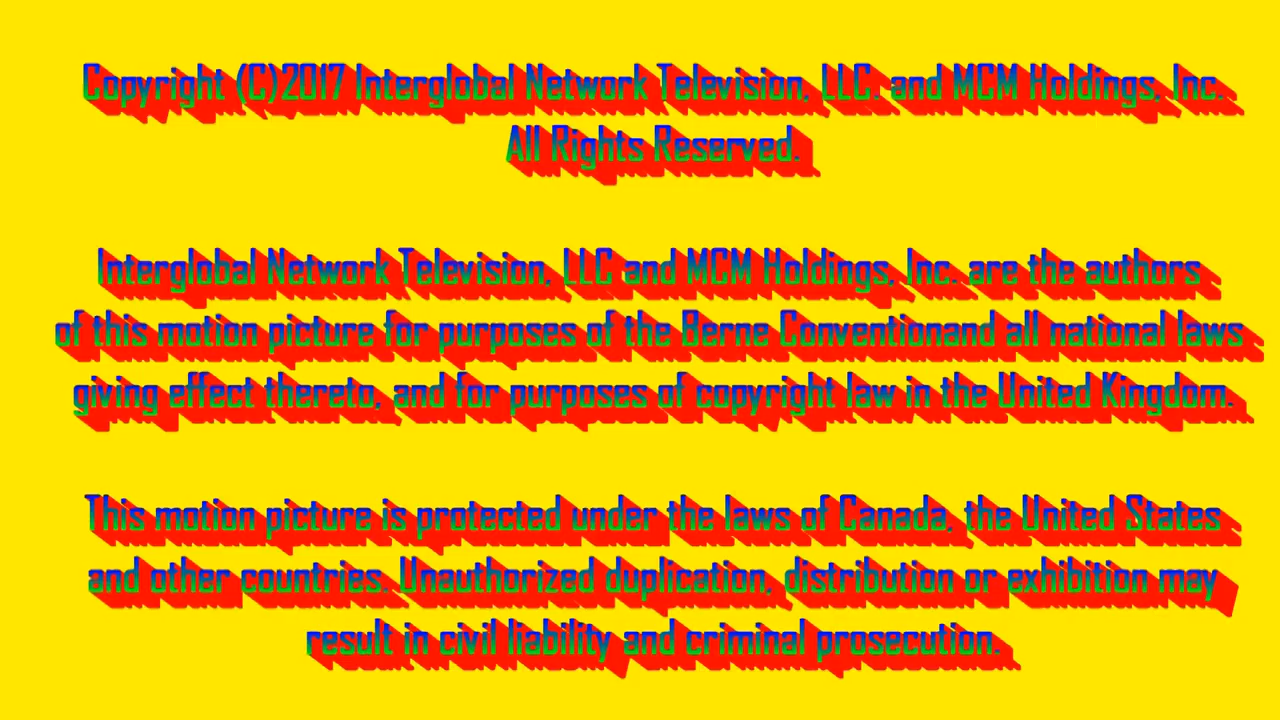 Copyright (C)2017 Interglobal Network Television, LLC. and MCM Holdings, Inc.
All Rights Reserved.
Interglobal Network Television, LLC and MCM Holdings, Inc. are the authors
of this motion picture for purposes of the Berne Conventionand all national laws
giving effect thereto, and for purposes of copyright law in the United Kingdom.
This motion picture is protected under the laws of Canada, the United States
and other countries. Unauthorized duplication, distribution or exhibition may
result in civil liability and criminal prosecution.